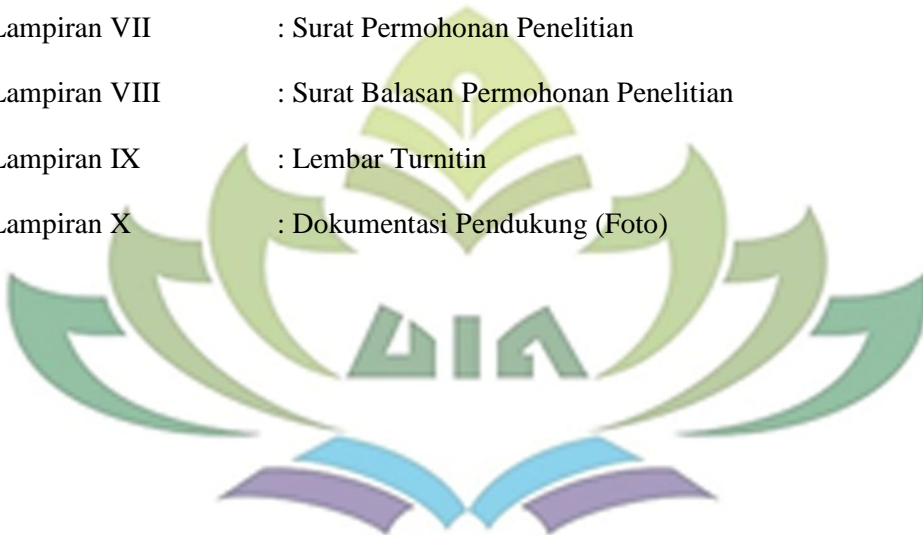 Lampiran VII : Surat Permohonan Penelitian
Lampiran VIII : Surat Balasan Permohonan Penelitian
Lampiran IX : Lembar Turnitin
Lampiran X : Dokumentasi Pendukung (Foto)
UIN